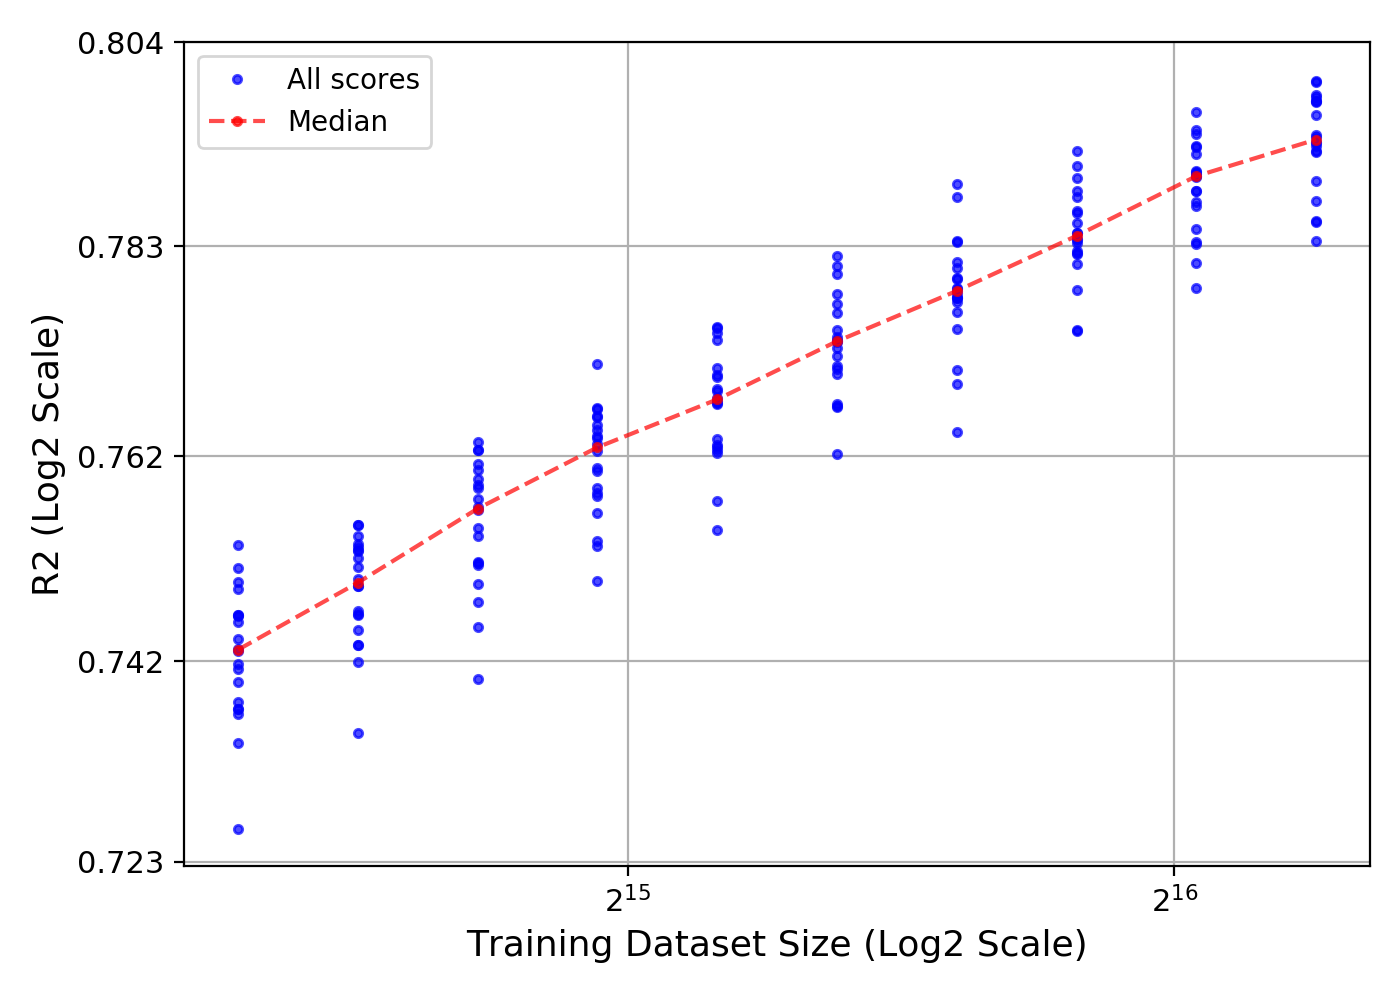 0.804
All scores
Median
0.783
0.762
0.742
0.723
R2 (Log2 Scale)
2^15
2^16
Training Dataset Size (Log2 Scale)